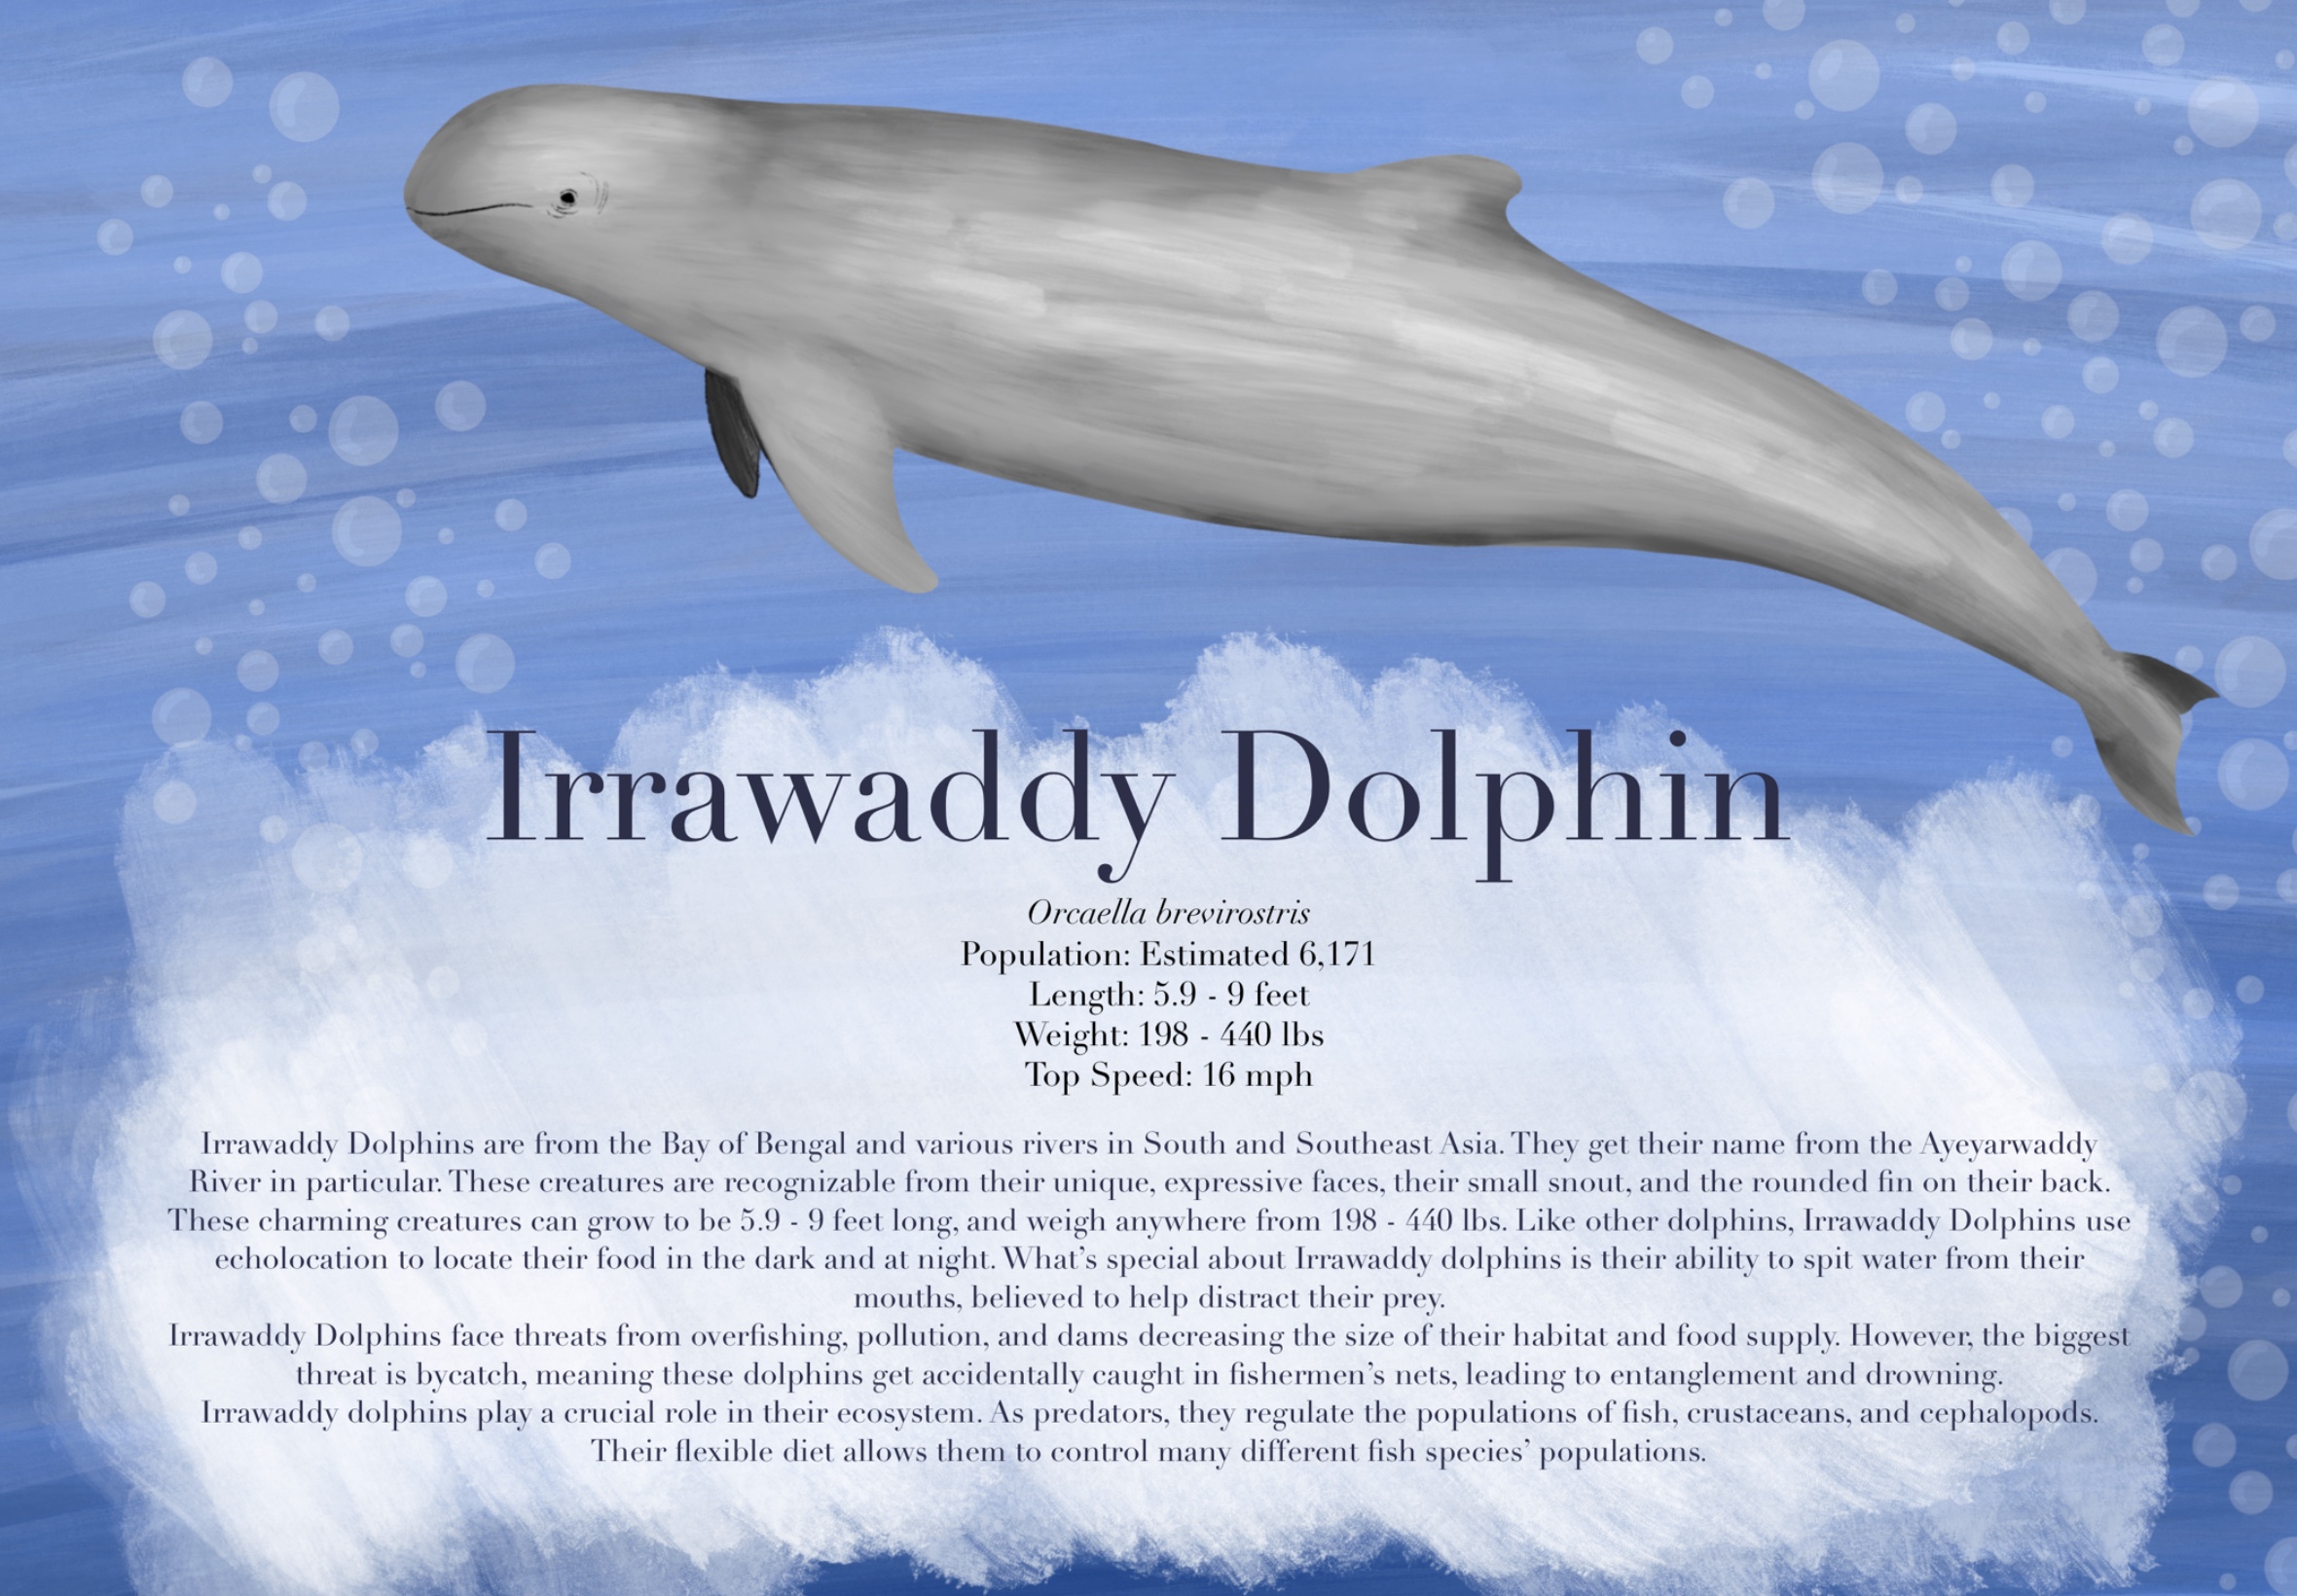 Irrawaddy Dolphin
Orcaella brevirostris
Population: Estimated 6,171
Length: 5.9 - 9 feet
Weight: 198 - 440 lbs
Top Speed: 16 mph
Irrawaddy Dolphins are from the Bay of Bengal and various rivers in South and Southeast Asia. They get their name from the Ayeyarwaddy
River in particular. These creatures are recognizable from their unique, expressive faces, their small snout, and the rounded fin on their back.
These charming creatures can grow to be 5.9 - 9 feet long, and weigh anywhere from 198 - 440 lbs. Like other dolphins, Irrawaddy Dolphins use
echolocation to locate their food in the dark and at night. What’s special about Irrawaddy dolphins is their ability to spit water from their
mouths, believed to help distract their prey.
Irrawaddy Dolphins face threats from overfishing, pollution, and dams decreasing the size of their habitat and food supply. However, the biggest
threat is bycatch, meaning these dolphins get accidentally caught in fishermen’s nets, leading to entanglement and drowning.
Irrawaddy dolphins play a crucial role in their ecosystem. As predators, they regulate the populations of fish, crustaceans, and cephalopods.
Their flexible diet allows them to control many different fish species’ populations.